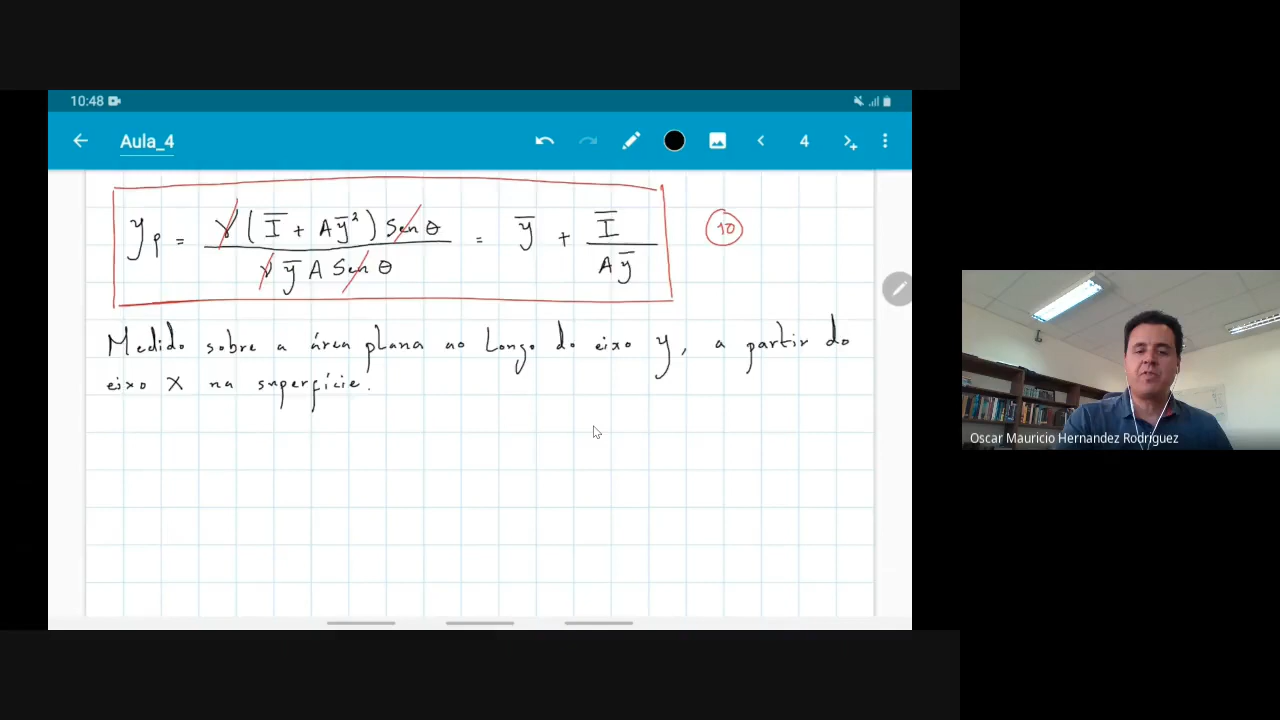 10:48
Aula_4
4
y_P = γ(Ī + Aȳ²) Sen θ / γ ȳ A Sen θ = ȳ + Ī / Aȳ
10
Medido sobre a área plana ao Longo do eixo y, a partir do
eixo X na superfície.
Oscar Mauricio Hernandez Rodriguez